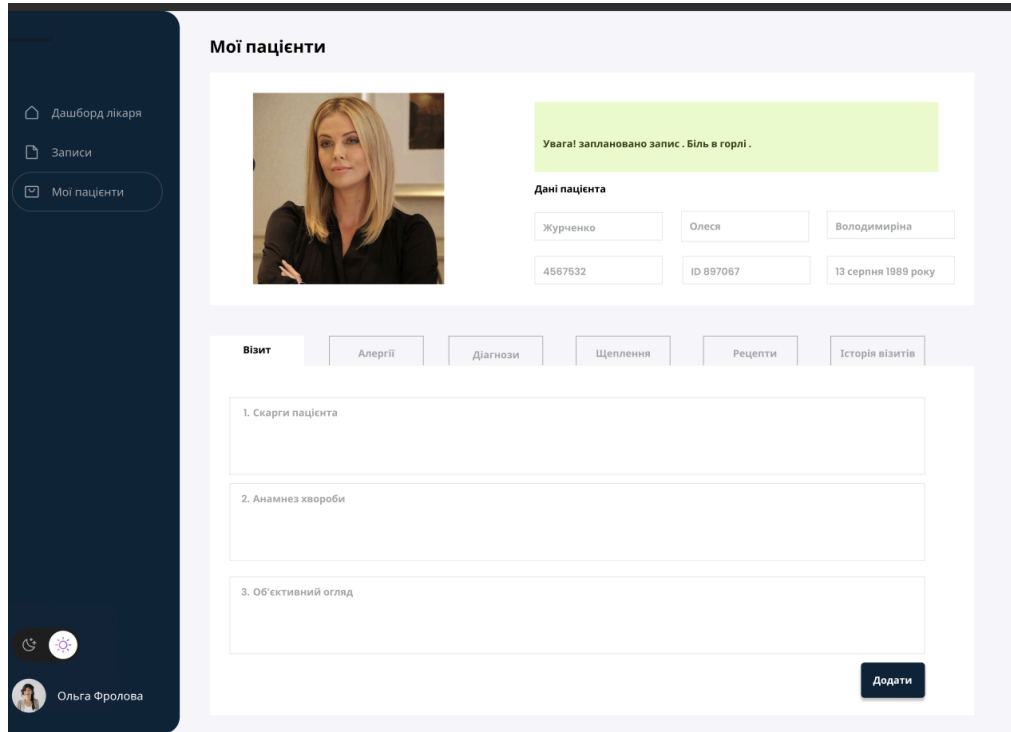 Мої пацієнти
Дашборд лікаря
Записи
Мої пацієнти
Увага! заплановано запис . Біль в горлі .
Дані пацієнта
Журченко
Олеся
Володимиріна
4567532
ID 897067
13 серпня 1989 року
Візит
Алергії
Діагнози
Щеплення
Рецепти
Історія візитів
1. Скарги пацієнта
2. Анамнез хвороби
3. Об'єктивний огляд
Додати
Ольга Фролова